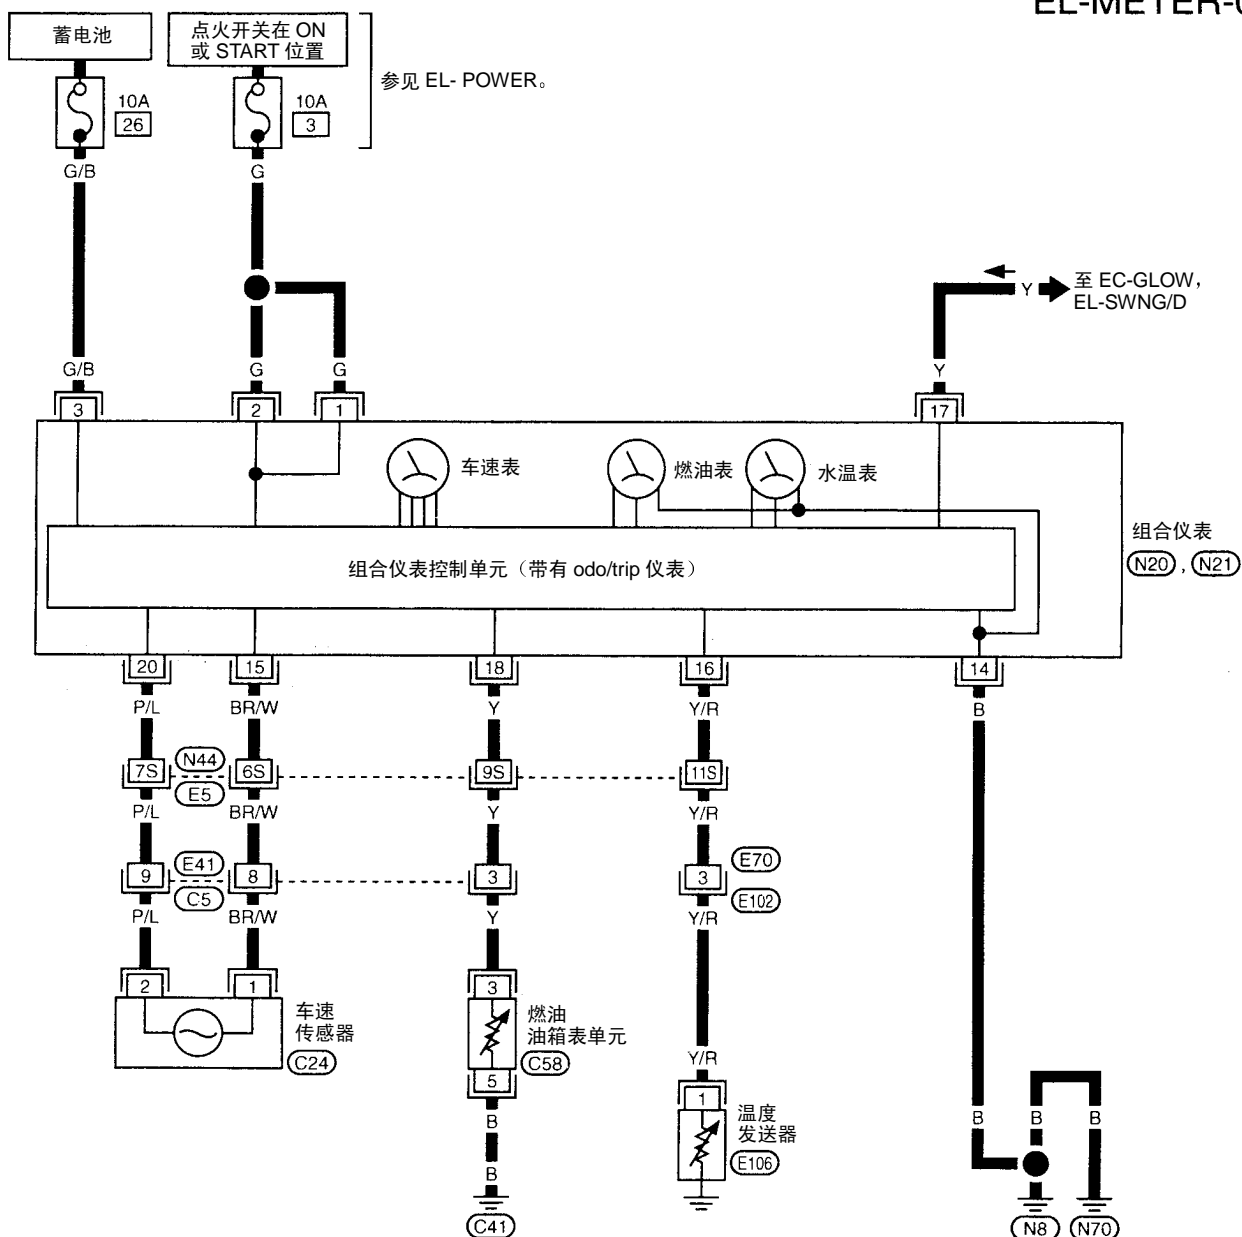 EL-METER-0
蓄电池
点火开关在 ON
或 START 位置
参见 EL- POWER。
10A
26
10A
3
G/B
G
至 EC-GLOW,
EL-SWNG/D
Y
G/B
G
G
Y
3
2
1
17
车速表
燃油表
水温表
组合仪表
N20 , N21
组合仪表控制单元（带有 odo/trip 仪表）
20
15
18
16
14
P/L
BR/W
Y
Y/R
B
7S
N44
E5
6S
9S
11S
P/L
BR/W
Y
Y/R
9
E41
C5
8
3
3
E70
E102
P/L
BR/W
Y
Y/R
2
1
3
车速
传感器
C24
燃油
油箱表单元
C58
5
Y/R
1
温度
发送器
E106
B
B
B
B
B
C41
N8
N70